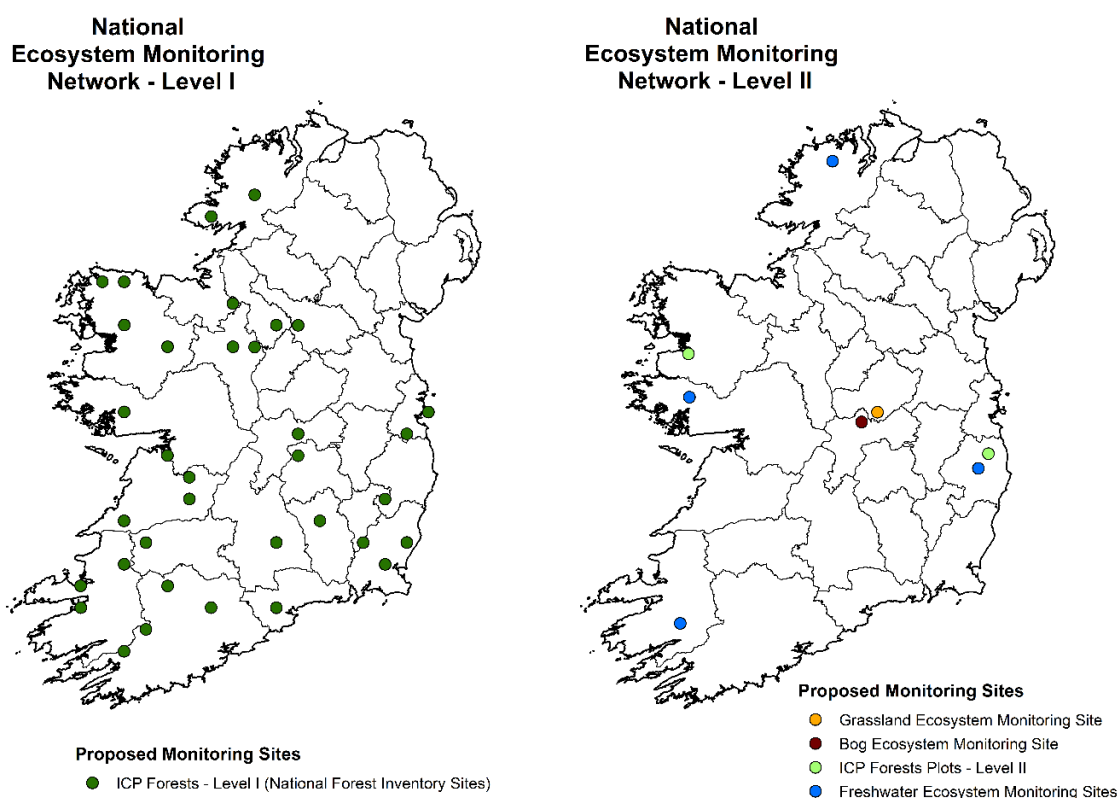 National
Ecosystem Monitoring
Network - Level I
Proposed Monitoring Sites
ICP Forests - Level I (National Forest Inventory Sites)
National
Ecosystem Monitoring
Network - Level II
Proposed Monitoring Sites
Grassland Ecosystem Monitoring Site
Bog Ecosystem Monitoring Site
ICP Forests Plots - Level II
Freshwater Ecosystem Monitoring Sites